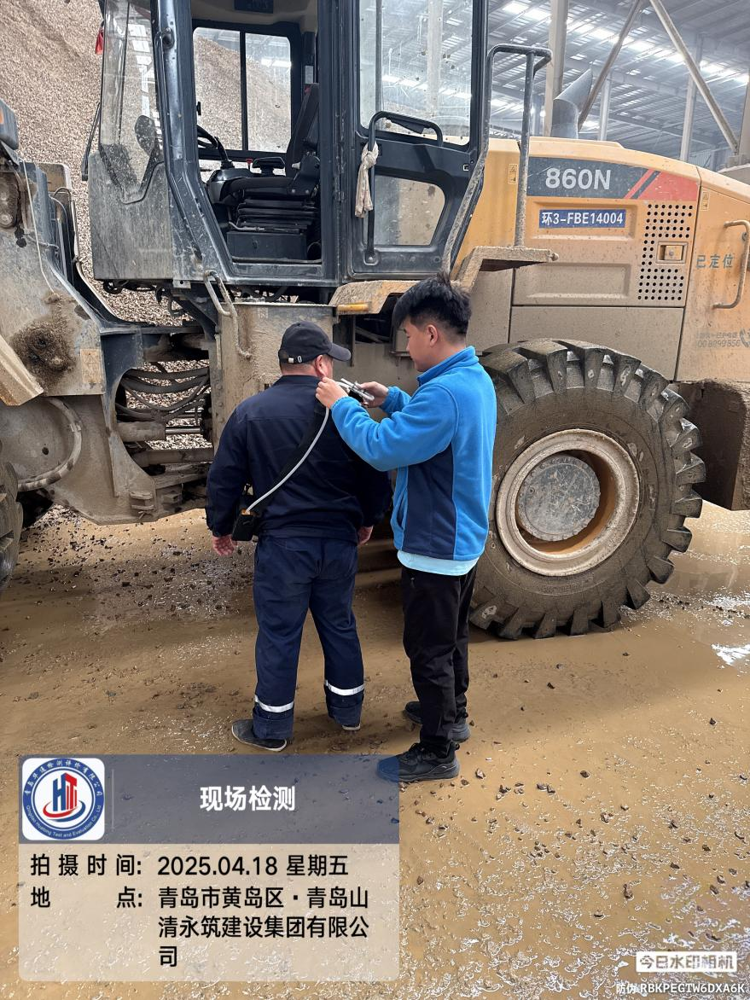 860N
环3-FBE14004
已定位
现场检测
拍摄时间: 2025.04.18 星期五
地 点: 青岛市黄岛区·青岛山
清永筑建设集团有限公
司
今日水印相机
防伪 RBKPEGTW6DXA6K